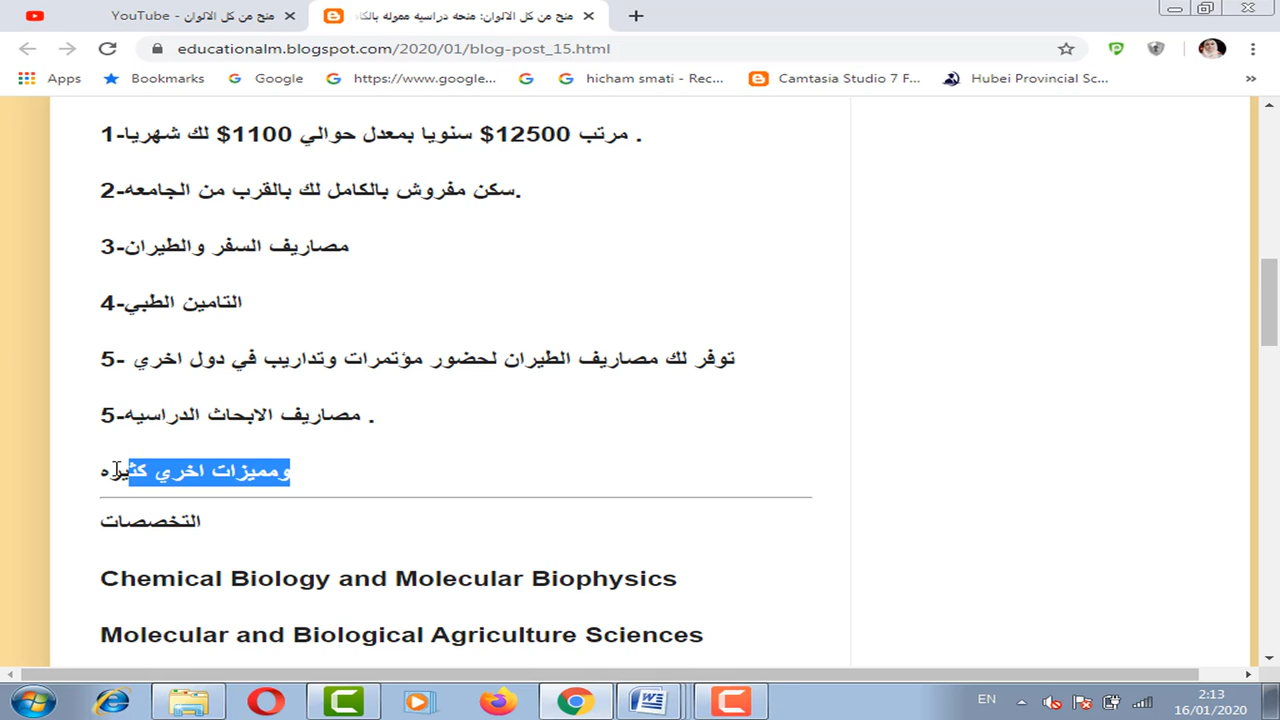 منح من كل الالوان - YouTube
منح من كل الالوان: منحه دراسيه ممولة بالكا
educationalm.blogspot.com/2020/01/blog-post_15.html
Apps
Bookmarks
Google
https://www.google...
hicham smati - Rec...
Camtasia Studio 7 F...
Hubei Provincial Sc...
»
1-مرتب 12500$ سنويا بمعدل حوالي 1100$ لك شهريا .
2-سكن مفروش بالكامل لك بالقرب من الجامعه.
3-مصاريف السفر والطيران
4-التامين الطبي
5- توفر لك مصاريف الطيران لحضور مؤتمرات وتداريب في دول اخري
5-مصاريف الابحاث الدراسيه .
ومميزات اخري كثيره
التخصصات
Chemical Biology and Molecular Biophysics
Molecular and Biological Agriculture Sciences
EN
2:13
16/01/2020